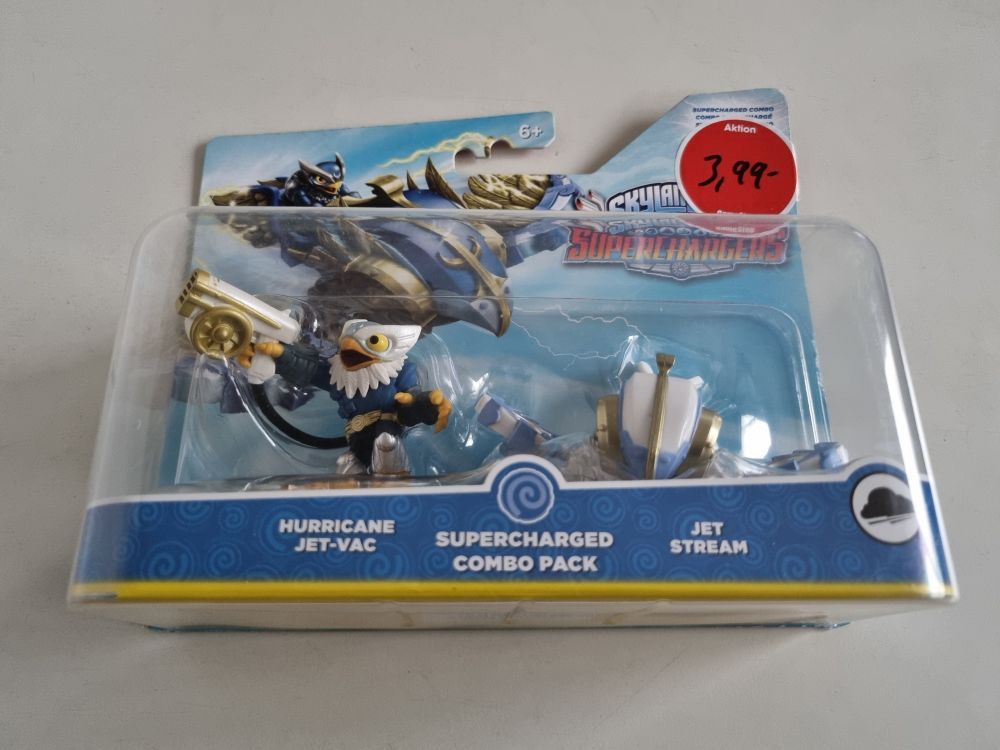 6+
SUPERCHARGED COMBO
Aktion
3,99-
SKYLAN
SUPERCHARGERS
HURRICANE
JET-VAC
SUPERCHARGED
COMBO PACK
JET
STREAM